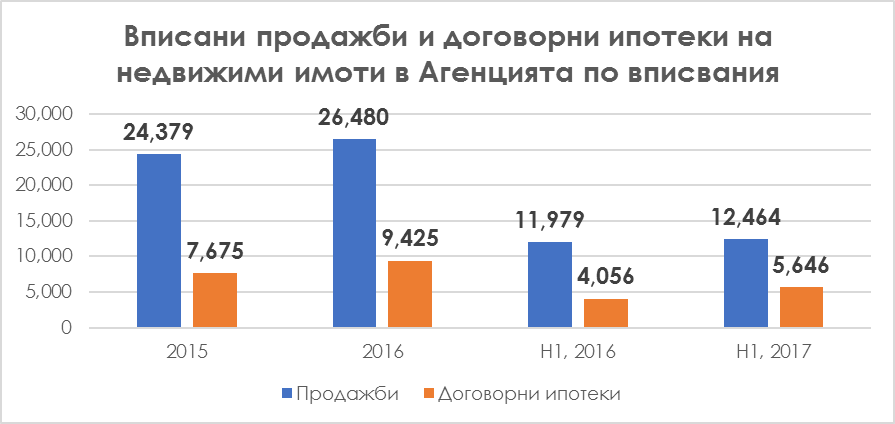 Вписани продажби и договорни ипотеки на
недвижими имоти в Агенцията по вписвания
30,000
25,000
20,000
15,000
10,000
5,000
0
24,379
7,675
26,480
9,425
11,979
4,056
12,464
5,646
2015
2016
H1, 2016
H1, 2017
Продажби
Договорни ипотеки